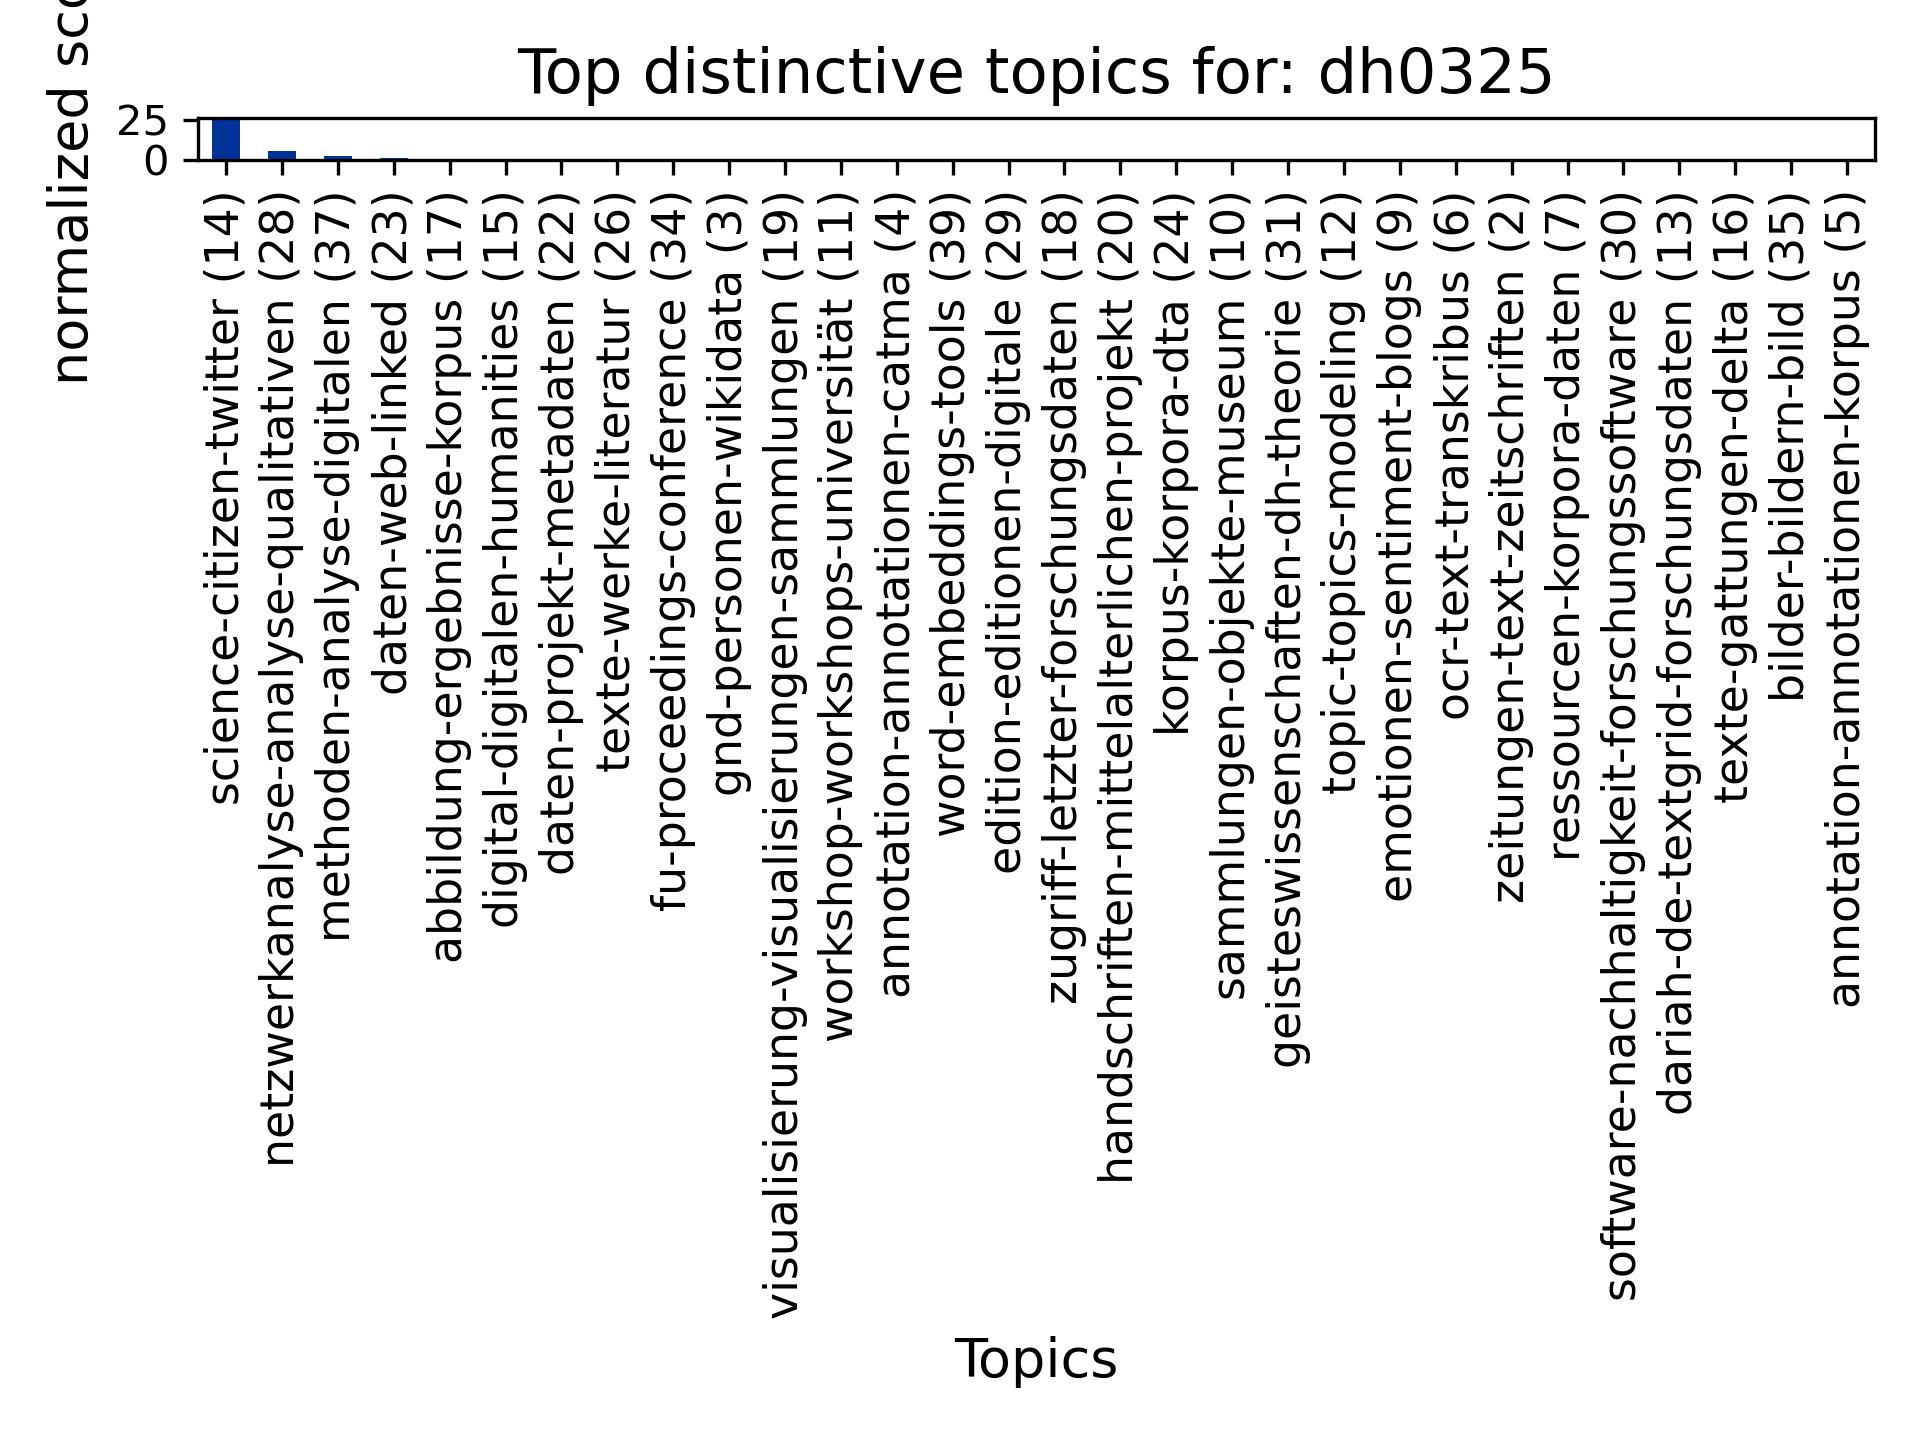 Top distinctive topics for: dh0325
normalized
25
0
science-citizen-twitter (14)
netzwerkanalyse-analyse-qualitativen (28)
methoden-analyse-digitalen (37)
daten-web-linked (23)
abbildung-ergebnisse-korpus (17)
digital-digitalen-humanities (15)
daten-projekt-metadaten (22)
texte-werke-literatur (26)
fu-proceedings-conference (34)
gnd-personen-wikidata (3)
visualisierung-visualisierungen-sammlungen (19)
workshop-workshops-universität (11)
annotation-annotationen-catma (4)
word-embeddings-tools (39)
edition-editionen-digitale (29)
zugriff-letzter-forschungsdaten (18)
handschriften-mittelalterlichen-projekt (20)
korpus-korpora-dta (24)
sammlungen-objekte-museum (10)
geisteswissenschaften-dh-theorie (31)
topic-topics-modeling (12)
emotionen-sentiment-blogs (9)
ocr-text-transkribus (6)
zeitungen-text-zeitschriften (2)
ressourcen-korpora-daten (7)
software-nachhaltigkeit-forschungssoftware (30)
dariah-de-textgrid-forschungsdaten (13)
texte-gattungen-delta (16)
bilder-bildern-bild (35)
annotation-annotationen-korpus (5)
Topics